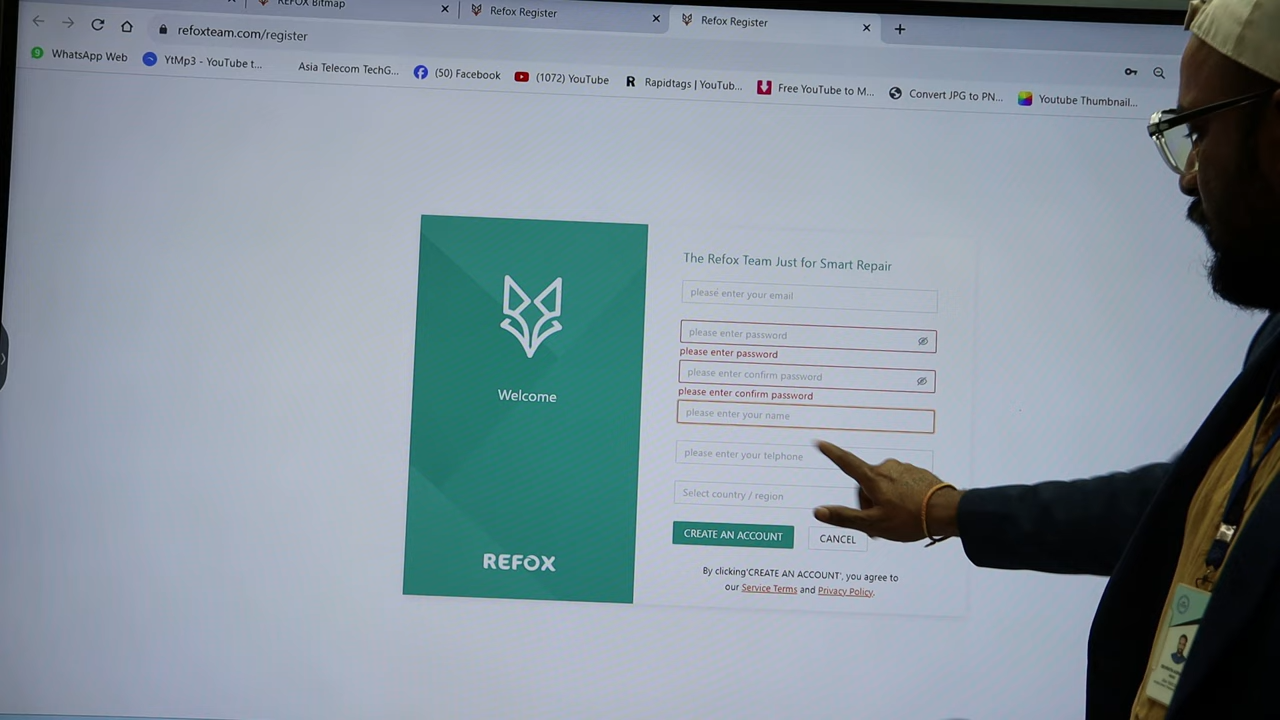 REFOX Bitmap
Refox Register
Refox Register
refoxteam.com/register
WhatsApp Web
YtMp3 - YouTube t...
Asia Telecom TechG...
(50) Facebook
(1072) YouTube
R Rapidtags | YouTub...
Free YouTube to M...
Convert JPG to PN...
Youtube Thumbnail...
The Refox Team Just for Smart Repair
please enter your email
please enter password
please enter password
please enter confirm password
please enter confirm password
please enter your name
please enter your telphone
Select country / region
CREATE AN ACCOUNT
CANCEL
By clicking'CREATE AN ACCOUNT', you agree to
our Service Terms and Privacy Policy.
Welcome
REFOX